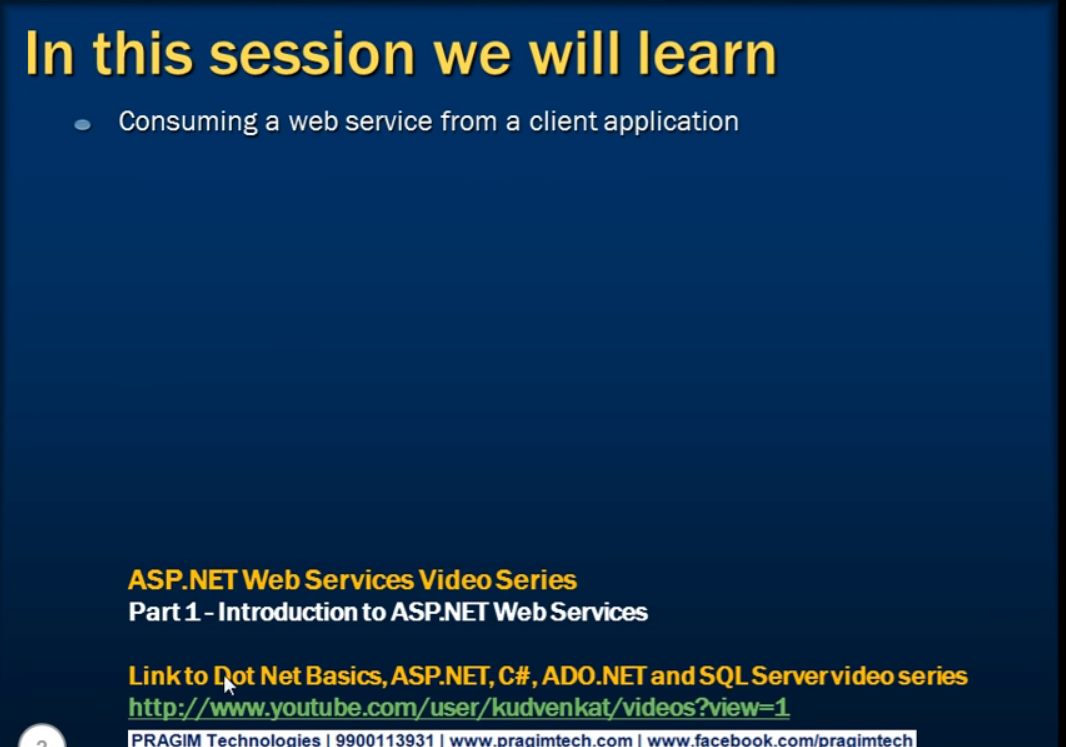 In this session we will learn
Consuming a web service from a client application
ASP.NET Web Services Video Series
Part 1 - Introduction to ASP.NET Web Services
Link to Dot Net Basics, ASP.NET, C#, ADO.NET and SQL Server video series
http://www.youtube.com/user/kudvenkat/videos?view=1
PRAGIM Technologies | 9900113931 | www.pragimtech.com | www.facebook.com/pragimtech